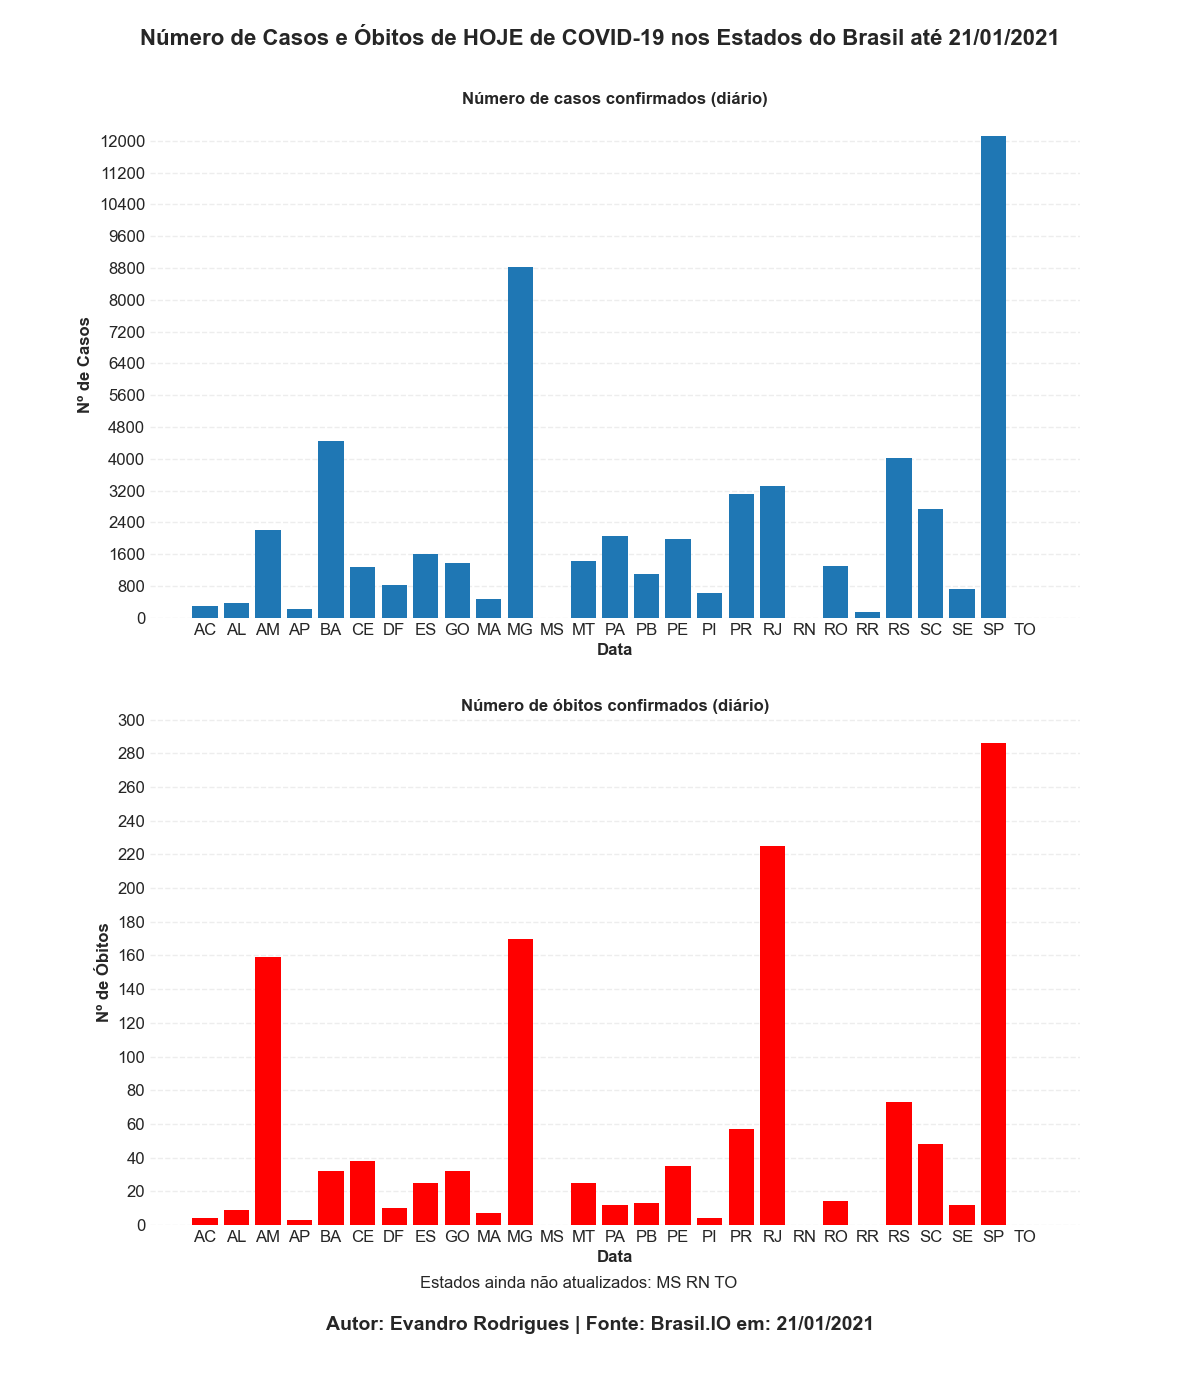 Número de Casos e Óbitos de HOJE de COVID-19 nos Estados do Brasil até 21/01/2021
Número de casos confirmados (diário)
12000
11200
10400
9600
8800
8000
7200
6400
5600
4800
4000
3200
2400
1600
800
0
Nº de Casos
AC AL AM AP BA CE DF ES GO MA MG MS MT PA PB PE PI PR RJ RN RO RR RS SC SE SP TO
Data
Número de óbitos confirmados (diário)
300
280
260
240
220
200
180
160
140
120
100
80
60
40
20
0
Nº de Óbitos
AC AL AM AP BA CE DF ES GO MA MG MS MT PA PB PE PI PR RJ RN RO RR RS SC SE SP TO
Data
Estados ainda não atualizados: MS RN TO
Autor: Evandro Rodrigues | Fonte: Brasil.IO em: 21/01/2021